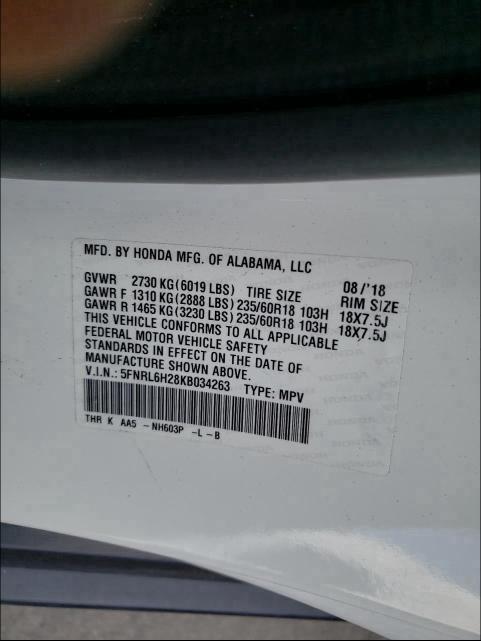 MFD. BY HONDA MFG. OF ALABAMA, LLC
08/'18
GVWR 2730 KG(6019 LBS) TIRE SIZE RIM SIZE
GAWR F 1310 KG(2888 LBS) 235/60R18 103H 18X7.5J
GAWR R 1465 KG(3230 LBS) 235/60R18 103H 18X7.5J
THIS VEHICLE CONFORMS TO ALL APPLICABLE
FEDERAL MOTOR VEHICLE SAFETY
STANDARDS IN EFFECT ON THE DATE OF
MANUFACTURE SHOWN ABOVE.
V.I.N.: 5FNRL6H28KB034263 TYPE: MPV
THR K AA5 -NH603P -L-B